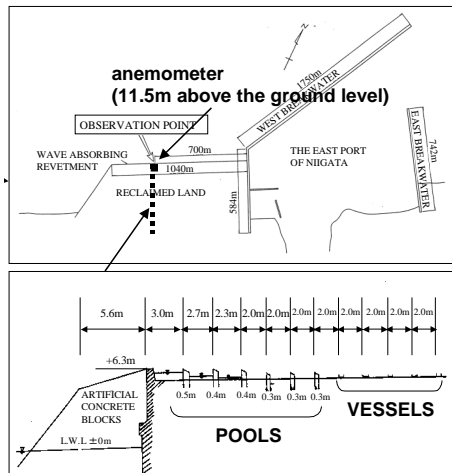 N
anemometer
(11.5m above the ground level)
OBSERVATION POINT
1750m
WEST BREAKWATER
WAVE ABSORBING
REVETMENT
700m
1040m
RECLAIMED LAND
584m
THE EAST PORT
OF NIIGATA
742m
EAST BREAKWATER
5.6m 3.0m 2.7m 2.3m 2.0m 2.0m 2.0m 2.0m 2.0m 2.0m 2.0m
+6.3m
ARTIFICIAL
CONCRETE
BLOCKS
L.W.L ±0m
0.5m 0.4m 0.4m 0.3m 0.3m 0.3m
POOLS
VESSELS